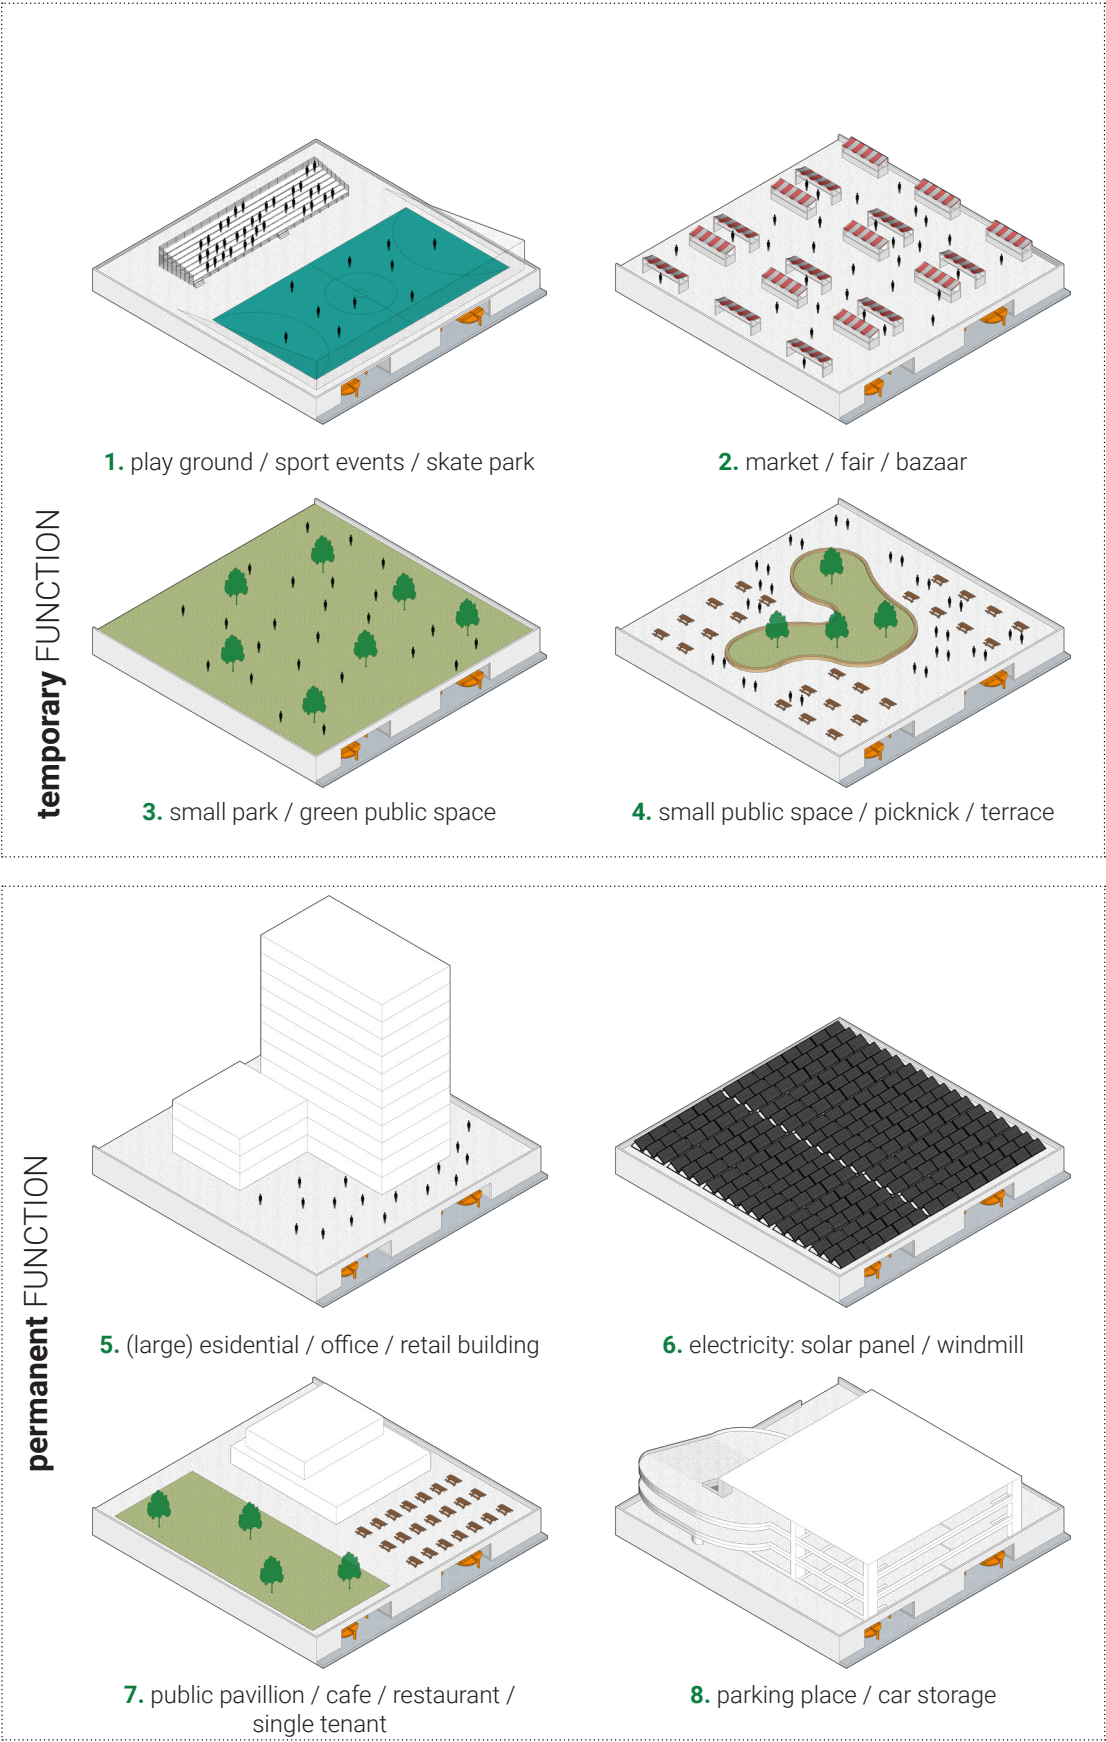 temporary FUNCTION
1. play ground / sport events / skate park
2. market / fair / bazaar
3. small park / green public space
4. small public space / picknick / terrace
permanent FUNCTION
5. (large) esidential / office / retail building
6. electricity: solar panel / windmill
7. public pavillion / cafe / restaurant /
single tenant
8. parking place / car storage